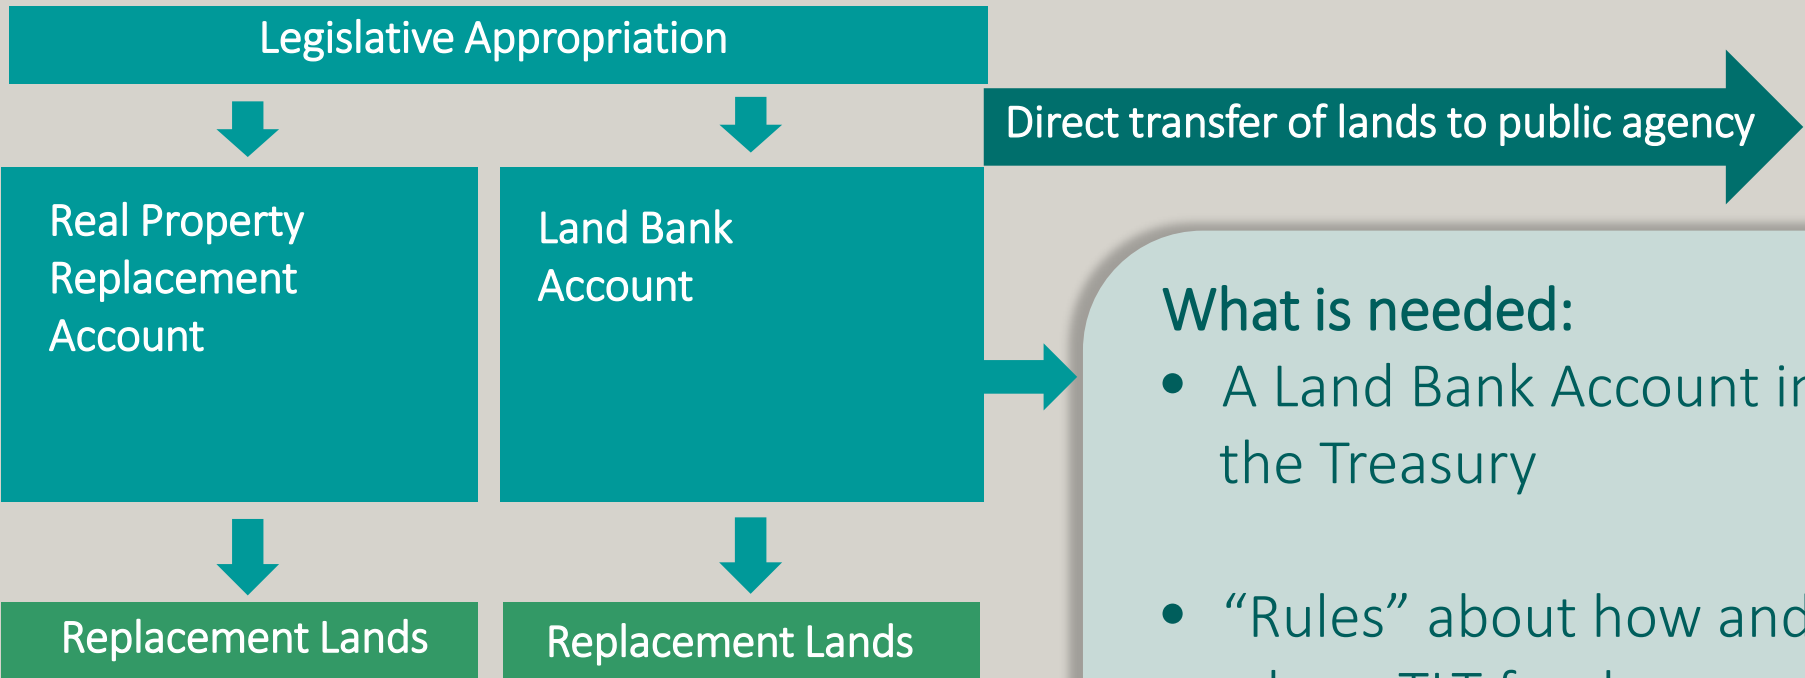 Legislative Appropriation
Direct transfer of lands to public agency
Real Property
Replacement
Account
Land Bank
Account
What is needed:
• A Land Bank Account in
the Treasury
• “Rules” about how and
Replacement Lands
Replacement Lands